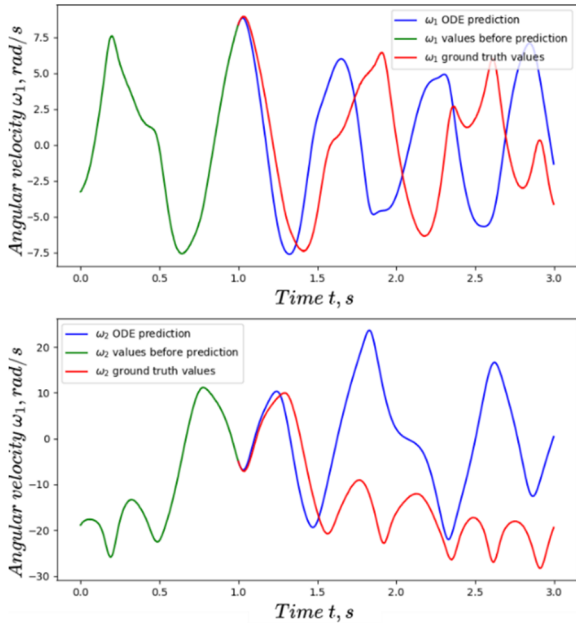 Angular velocity ω₁, rad/s
7.5
5.0
2.5
0.0
−2.5
−5.0
−7.5
ω₁ ODE prediction
ω₁ values before prediction
ω₁ ground truth values
0.0 0.5 1.0 1.5 2.0 2.5 3.0
Time t, s
Angular velocity ω₁, rad/s
20
10
0
−10
−20
−30
ω₂ ODE prediction
ω₂ values before prediction
ω₂ ground truth values
0.0 0.5 1.0 1.5 2.0 2.5 3.0
Time t, s